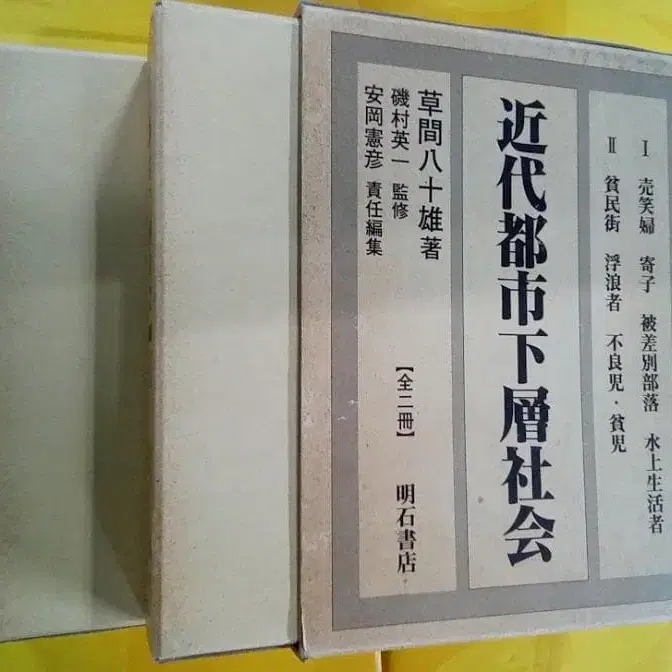 Ⅰ 売笑婦 寄子 被差別部落 水上生活者
Ⅱ 貧民街 浮浪者 不良児・貧児
近代都市下層社会
草間八十雄著
磯村英一 監修
安岡憲彦 責任編集
【全二冊】
明石書店